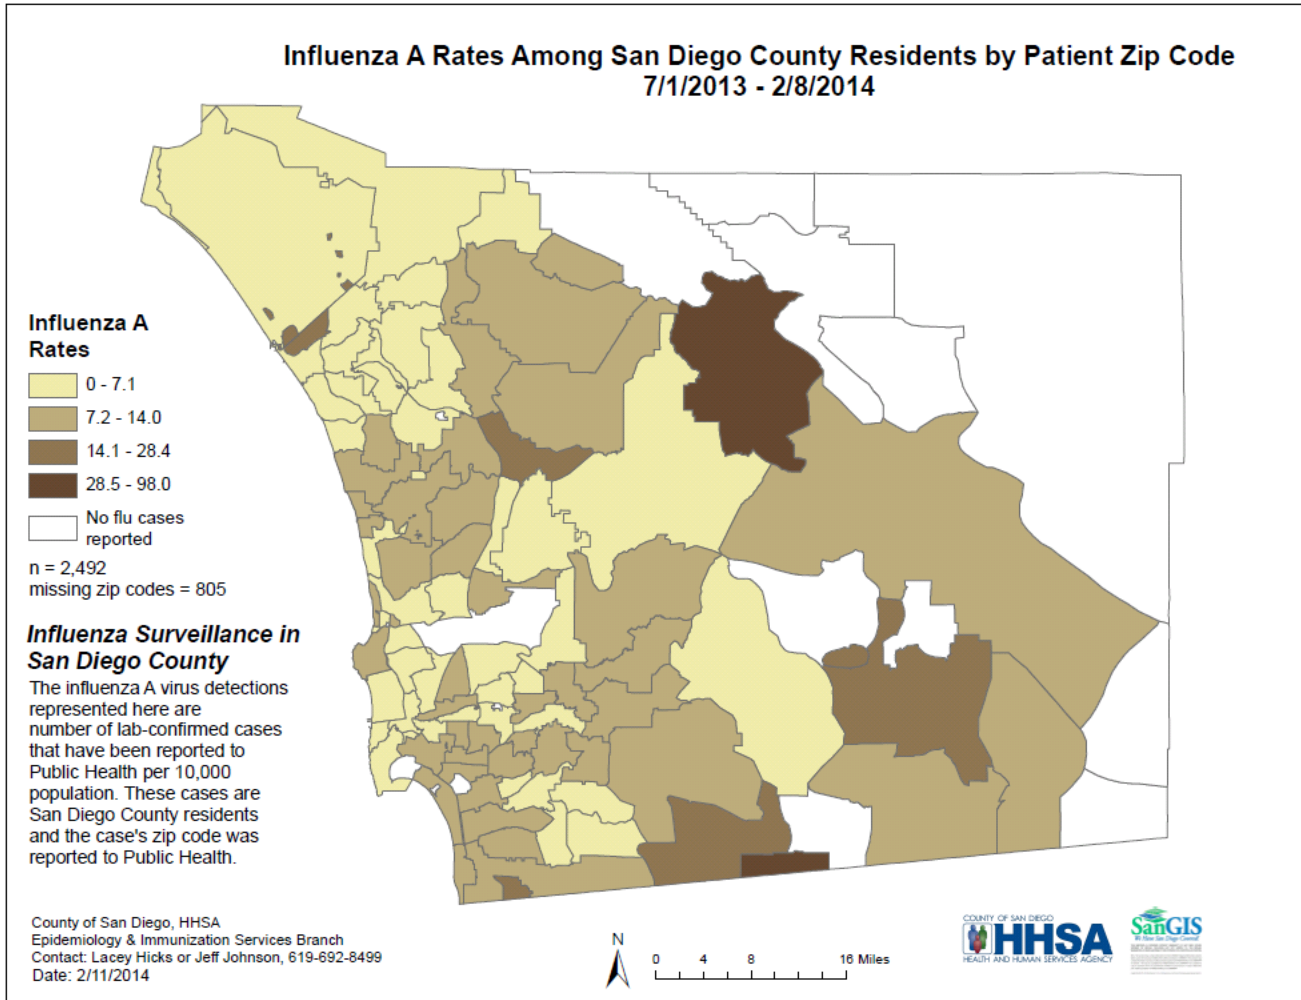 Influenza A Rates Among San Diego County Residents by Patient Zip Code
7/1/2013 - 2/8/2014
Influenza A
Rates
0 - 7.1
7.2 - 14.0
14.1 - 28.4
28.5 - 98.0
No flu cases
reported
n = 2,492
missing zip codes = 805
Influenza Surveillance in
San Diego County
The influenza A virus detections
represented here are
number of lab-confirmed cases
that have been reported to
Public Health per 10,000
population. These cases are
San Diego County residents
and the case's zip code was
reported to Public Health.
County of San Diego, HHSA
Epidemiology & Immunization Services Branch
Contact: Lacey Hicks or Jeff Johnson, 619-692-8499
Date: 2/11/2014
N
0 4 8 16 Miles
COUNTY OF SAN DIEGO
HHSA
HEALTH AND HUMAN SERVICES AGENCY
SanGIS
We Have San Diego Covered!